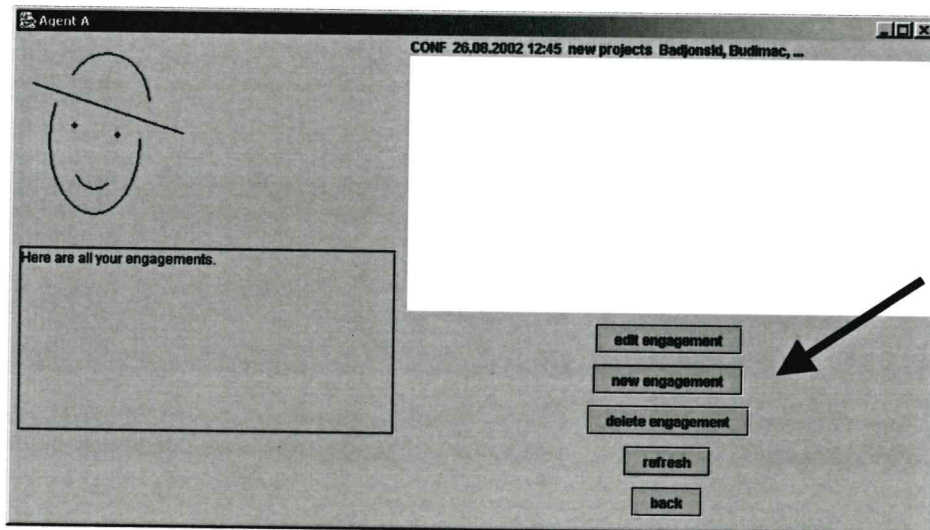 Agent A
CONF 26.08.2002 12:45 new projects Badjonski, Budimac, ...
Here are all your engagements.
edit engagement
new engagement
delete engagement
refresh
back